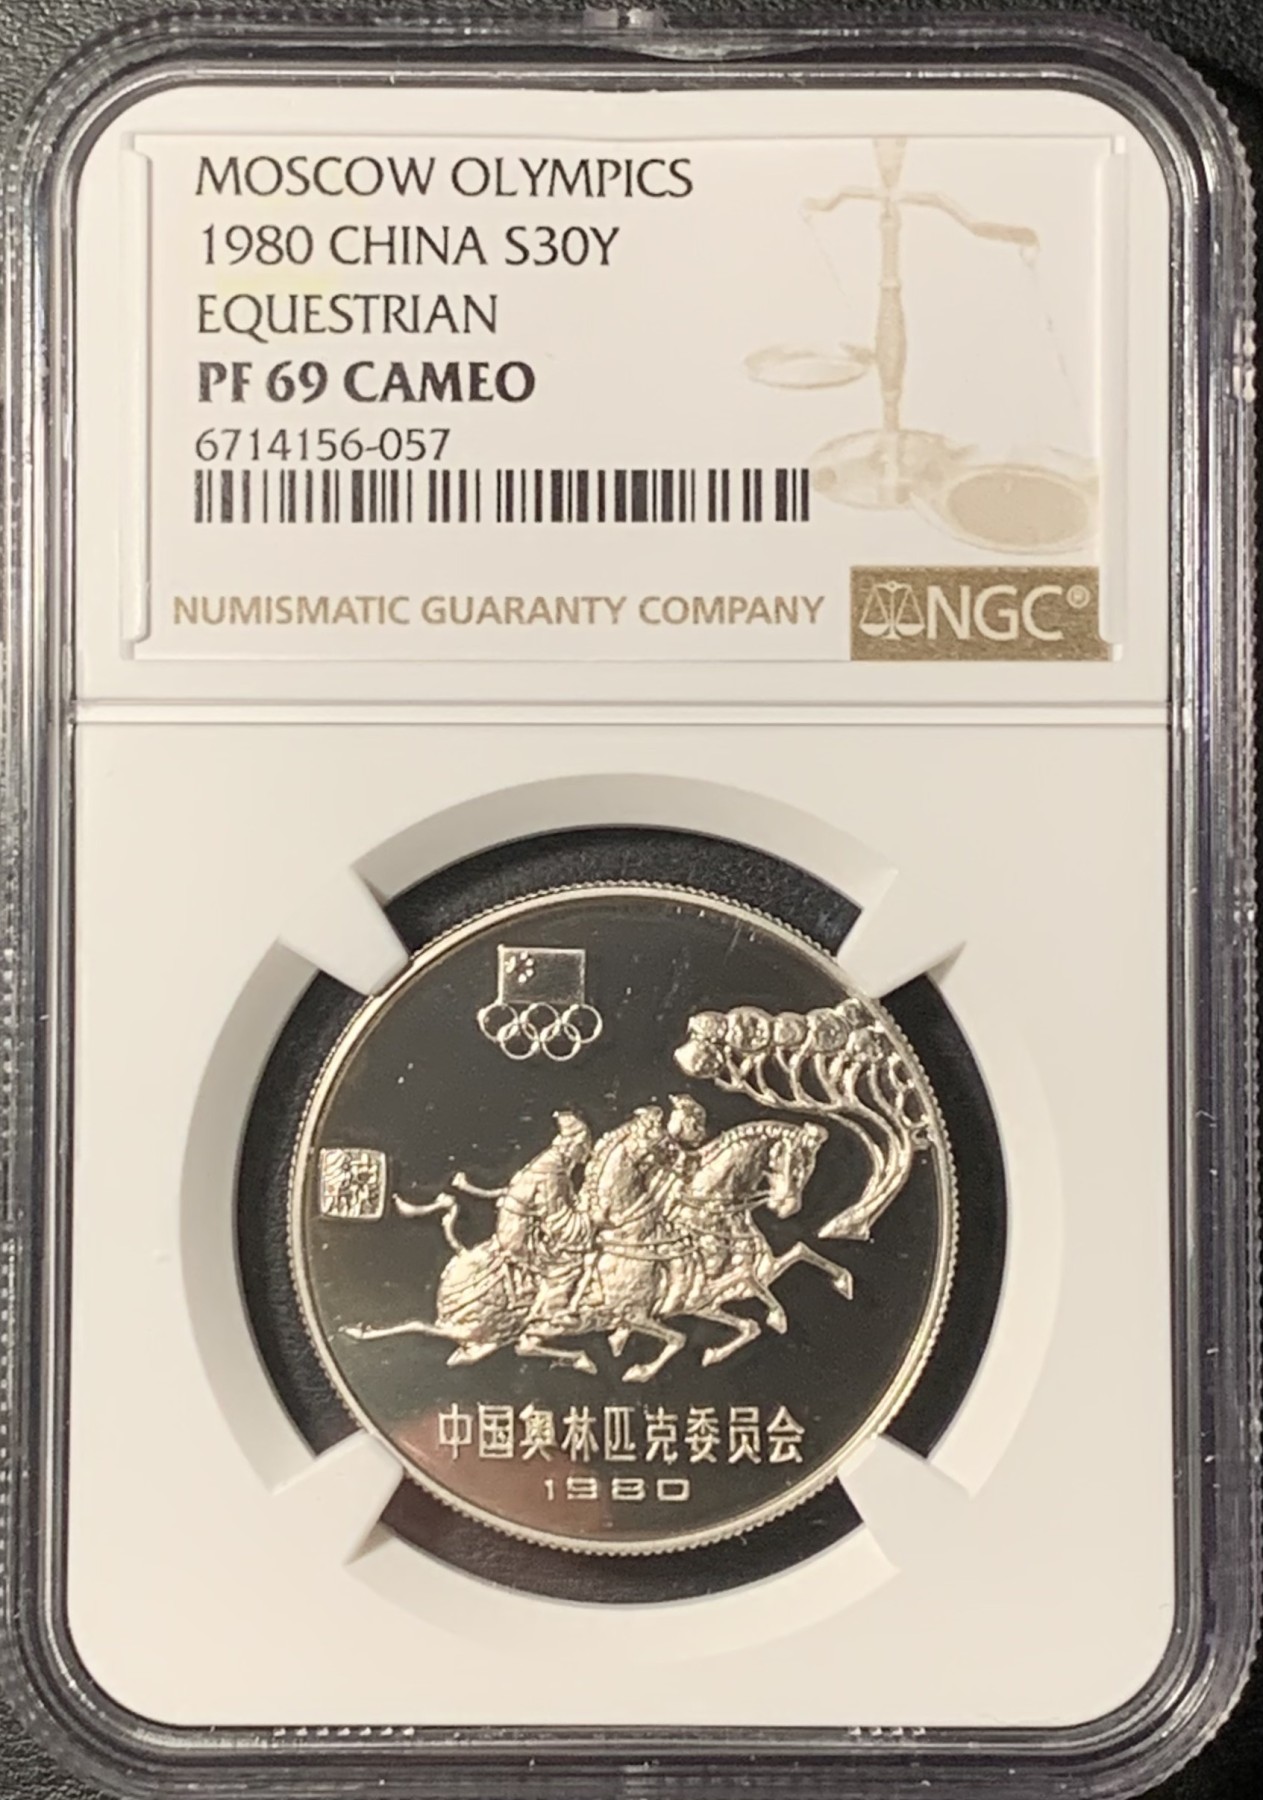 MOSCOW OLYMPICS
1980 CHINA S30Y
EQUESTRIAN
PF 69 CAMEO
6714156-057
NUMISMATIC GUARANTY COMPANY
NGC®
中国奥林匹克委员会
1980